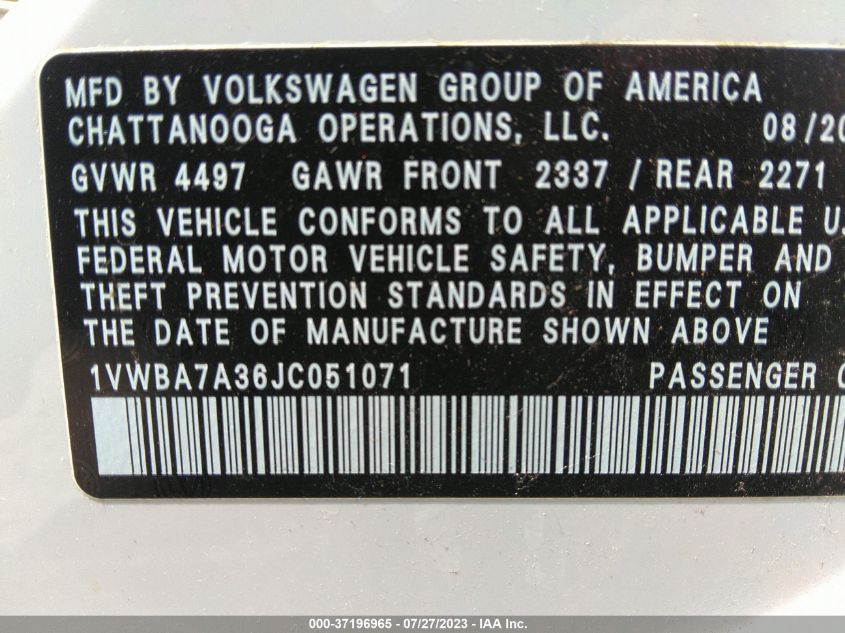 MFD BY VOLKSWAGEN GROUP OF AMERICA
CHATTANOOGA OPERATIONS, LLC. 08/20
GVWR 4497 GAWR FRONT 2337 / REAR 2271
THIS VEHICLE CONFORMS TO ALL APPLICABLE U.
FEDERAL MOTOR VEHICLE SAFETY, BUMPER AND
THEFT PREVENTION STANDARDS IN EFFECT ON
THE DATE OF MANUFACTURE SHOWN ABOVE
1VWBA7A36JC051071 PASSENGER
000-37196965 - 07/27/2023 - IAA Inc.